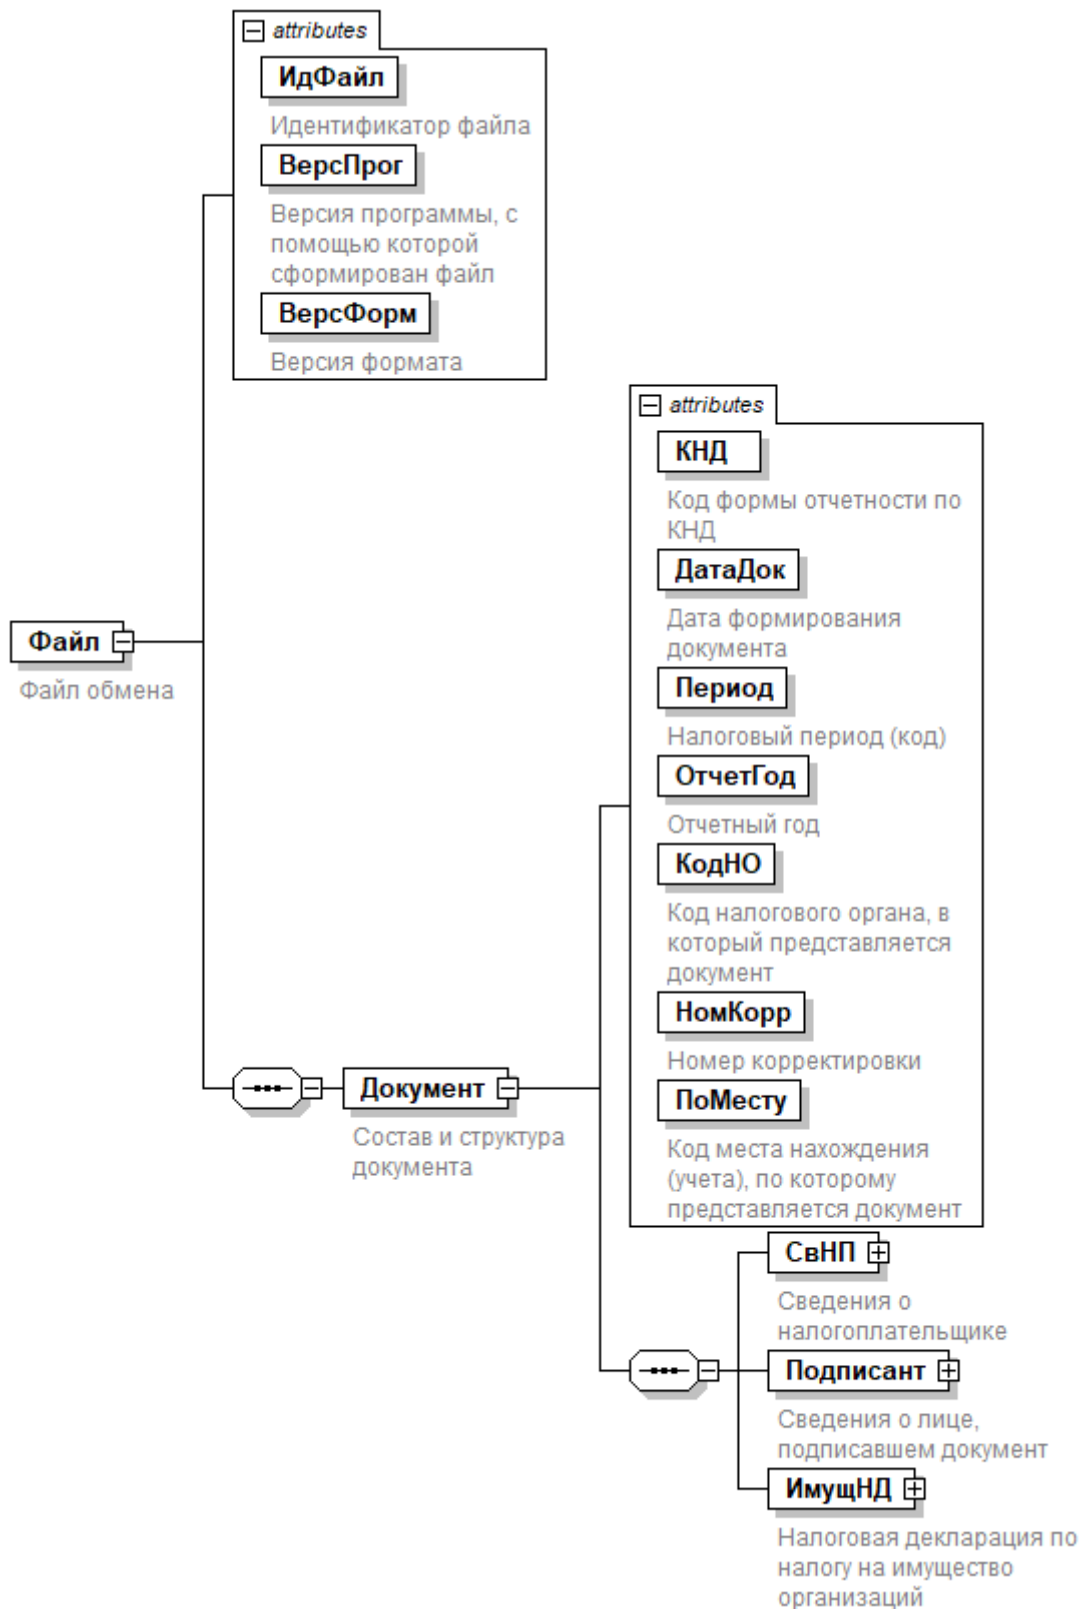 attributes
ИдФайл
Идентификатор файла
ВерсПрог
Версия программы, с
помощью которой
сформирован файл
ВерсФорм
Версия формата
Файл
Файл обмена
Документ
Состав и структура
документа
attributes
КНД
Код формы отчетности по
КНД
ДатаДок
Дата формирования
документа
Период
Налоговый период (код)
ОтчетГод
Отчетный год
КодНО
Код налогового органа, в
который представляется
документ
НомКорр
Номер корректировки
ПоМесту
Код места нахождения
(учета), по которому
представляется документ
СвНП
Сведения о
налогоплательщике
Подписант
Сведения о лице,
подписавшем документ
ИмущНД
Налоговая декларация по
налогу на имущество
организаций